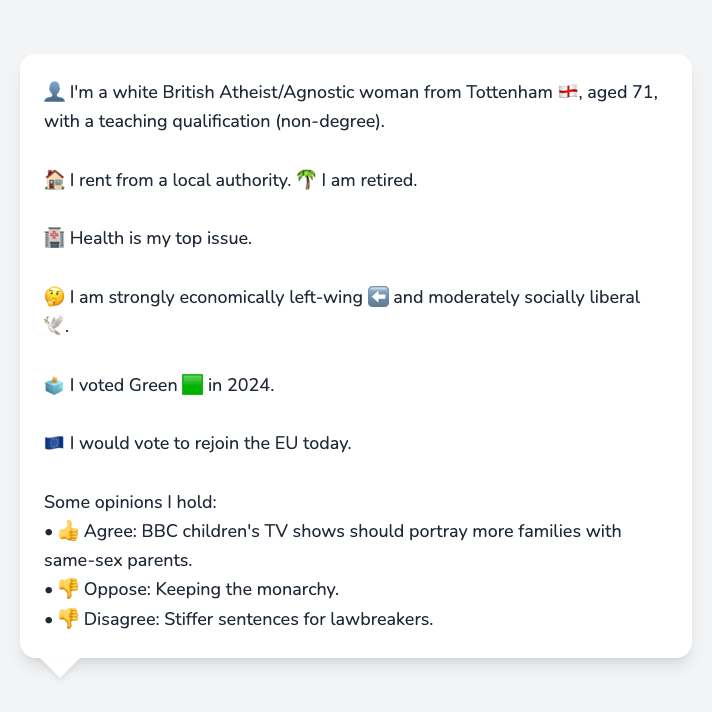 👤 I'm a white British Atheist/Agnostic woman from Tottenham 🏴󠁧󠁢󠁥󠁮󠁧󠁿, aged 71,
with a teaching qualification (non-degree).
🏠 I rent from a local authority. 🌴 I am retired.
🏥 Health is my top issue.
🤔 I am strongly economically left-wing ⬅️ and moderately socially liberal
🕊️.
🗳️ I voted Green 🟩 in 2024.
🇪🇺 I would vote to rejoin the EU today.
Some opinions I hold:
• 👍 Agree: BBC children's TV shows should portray more families with
same-sex parents.
• 👎 Oppose: Keeping the monarchy.
• 👎 Disagree: Stiffer sentences for lawbreakers.